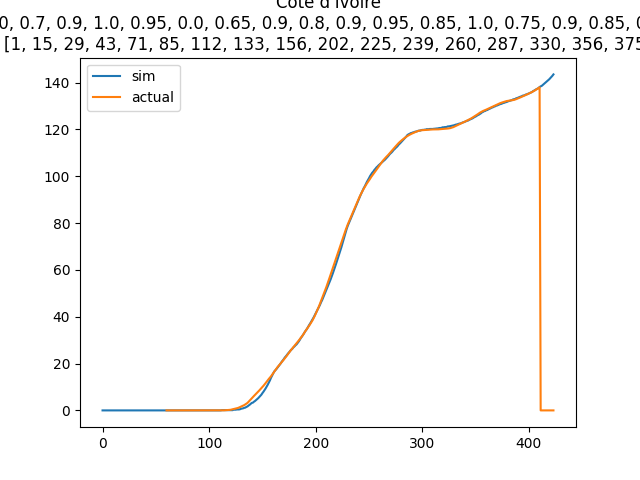 Cote d'Ivoire
0, 0.7, 0.9, 1.0, 0.95, 0.0, 0.65, 0.9, 0.8, 0.9, 0.95, 0.85, 1.0, 0.75, 0.9, 0.85, 0
[1, 15, 29, 43, 71, 85, 112, 133, 156, 202, 225, 239, 260, 287, 330, 356, 375
sim
actual
140
120
100
80
60
40
20
0
0 100 200 300 400